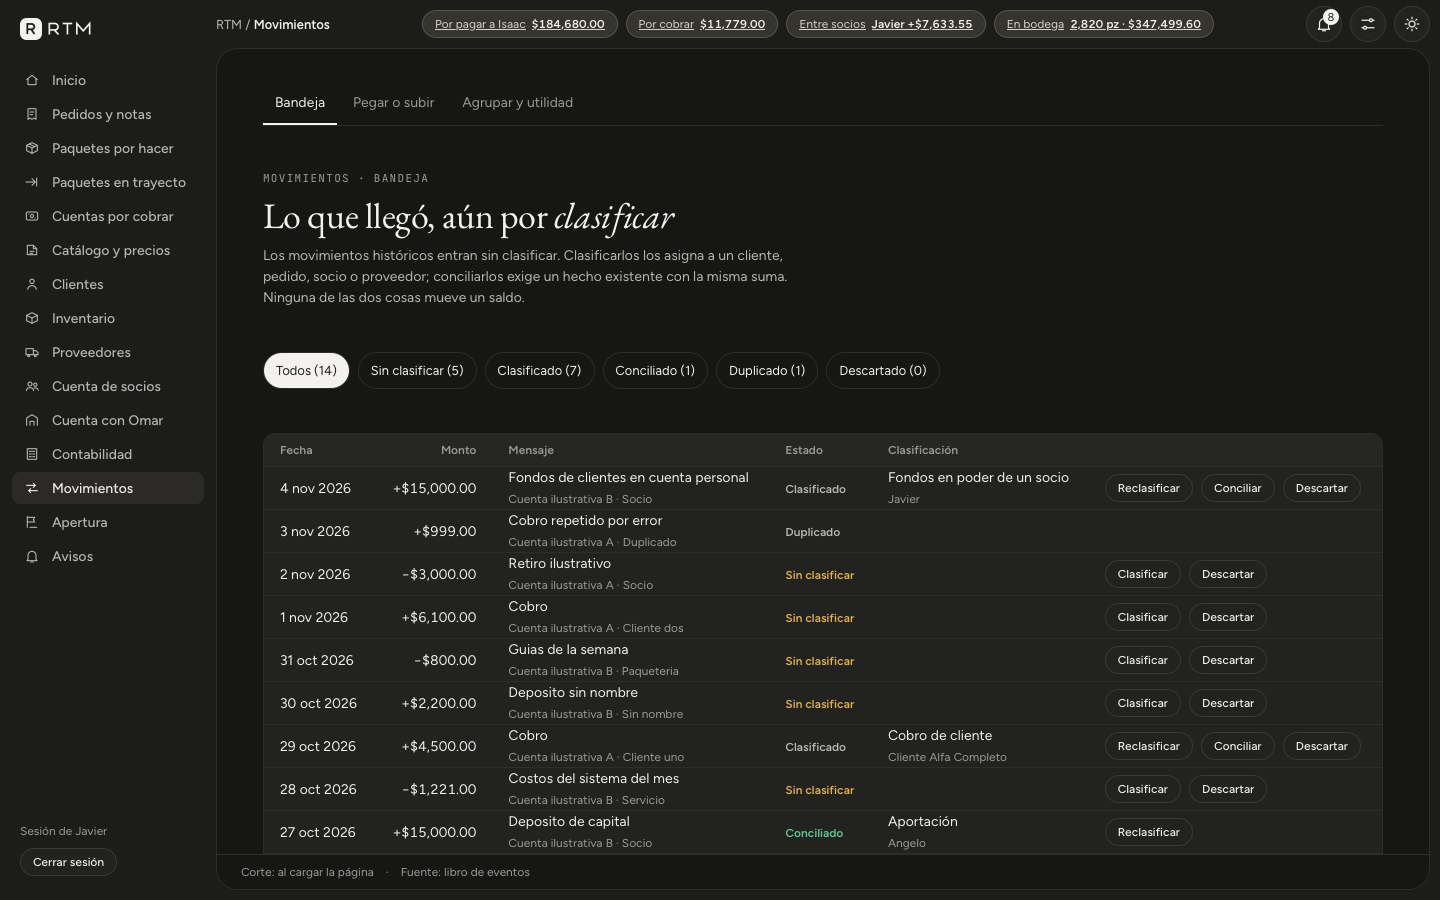 R RTM
RTM / Movimientos
Por pagar a Isaac $184,680.00
Por cobrar $11,779.00
Entre socios Javier +$7,633.55
En bodega 2,820 pz · $347,499.60
8
Inicio
Pedidos y notas
Paquetes por hacer
Paquetes en trayecto
Cuentas por cobrar
Catálogo y precios
Clientes
Inventario
Proveedores
Cuenta de socios
Cuenta con Omar
Contabilidad
Movimientos
Apertura
Avisos
Sesión de Javier
Cerrar sesión
Bandeja Pegar o subir Agrupar y utilidad
MOVIMIENTOS · BANDEJA
Lo que llegó, aún por clasificar
Los movimientos históricos entran sin clasificar. Clasificarlos los asigna a un cliente,
pedido, socio o proveedor; conciliarlos exige un hecho existente con la misma suma.
Ninguna de las dos cosas mueve un saldo.
Todos (14) Sin clasificar (5) Clasificado (7) Conciliado (1) Duplicado (1) Descartado (0)
Fecha Monto Mensaje Estado Clasificación
4 nov 2026 +$15,000.00 Fondos de clientes en cuenta personal Clasificado Fondos en poder de un socio Reclasificar Conciliar Descartar
Cuenta ilustrativa B · Socio Javier
3 nov 2026 +$999.00 Cobro repetido por error Duplicado
Cuenta ilustrativa A · Duplicado
2 nov 2026 −$3,000.00 Retiro ilustrativo Sin clasificar Clasificar Descartar
Cuenta ilustrativa A · Socio
1 nov 2026 +$6,100.00 Cobro Sin clasificar Clasificar Descartar
Cuenta ilustrativa A · Cliente dos
31 oct 2026 −$800.00 Guias de la semana Sin clasificar Clasificar Descartar
Cuenta ilustrativa B · Paqueteria
30 oct 2026 +$2,200.00 Deposito sin nombre Sin clasificar Clasificar Descartar
Cuenta ilustrativa B · Sin nombre
29 oct 2026 +$4,500.00 Cobro Clasificado Cobro de cliente Reclasificar Conciliar Descartar
Cuenta ilustrativa A · Cliente uno Cliente Alfa Completo
28 oct 2026 −$1,221.00 Costos del sistema del mes Sin clasificar Clasificar Descartar
Cuenta ilustrativa B · Servicio
27 oct 2026 +$15,000.00 Deposito de capital Conciliado Aportación Reclasificar
Cuenta ilustrativa B · Socio Angelo
Corte: al cargar la página · Fuente: libro de eventos